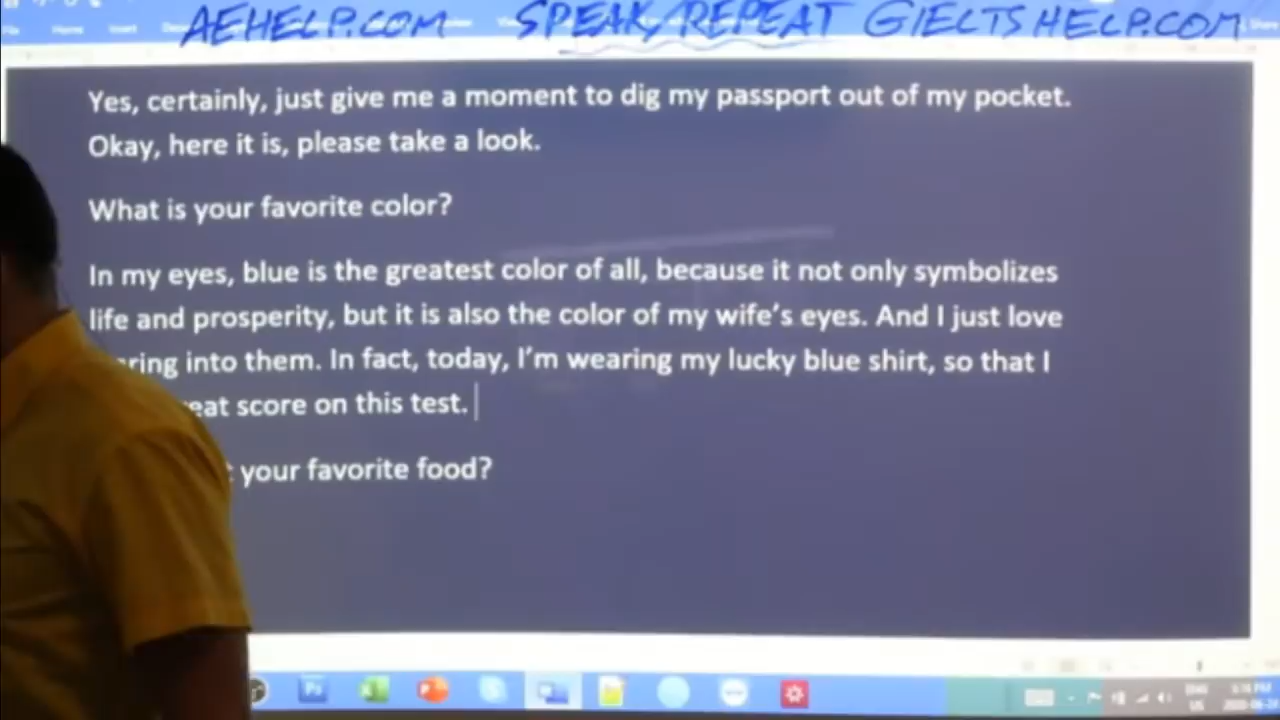 AEHELP.COM SPEAK/REPEAT GIELTSHELP.COM
Yes, certainly, just give me a moment to dig my passport out of my pocket.
Okay, here it is, please take a look.
What is your favorite color?
In my eyes, blue is the greatest color of all, because it not only symbolizes
life and prosperity, but it is also the color of my wife's eyes. And I just love
ring into them. In fact, today, I'm wearing my lucky blue shirt, so that I
eat score on this test.
your favorite food?
Ps